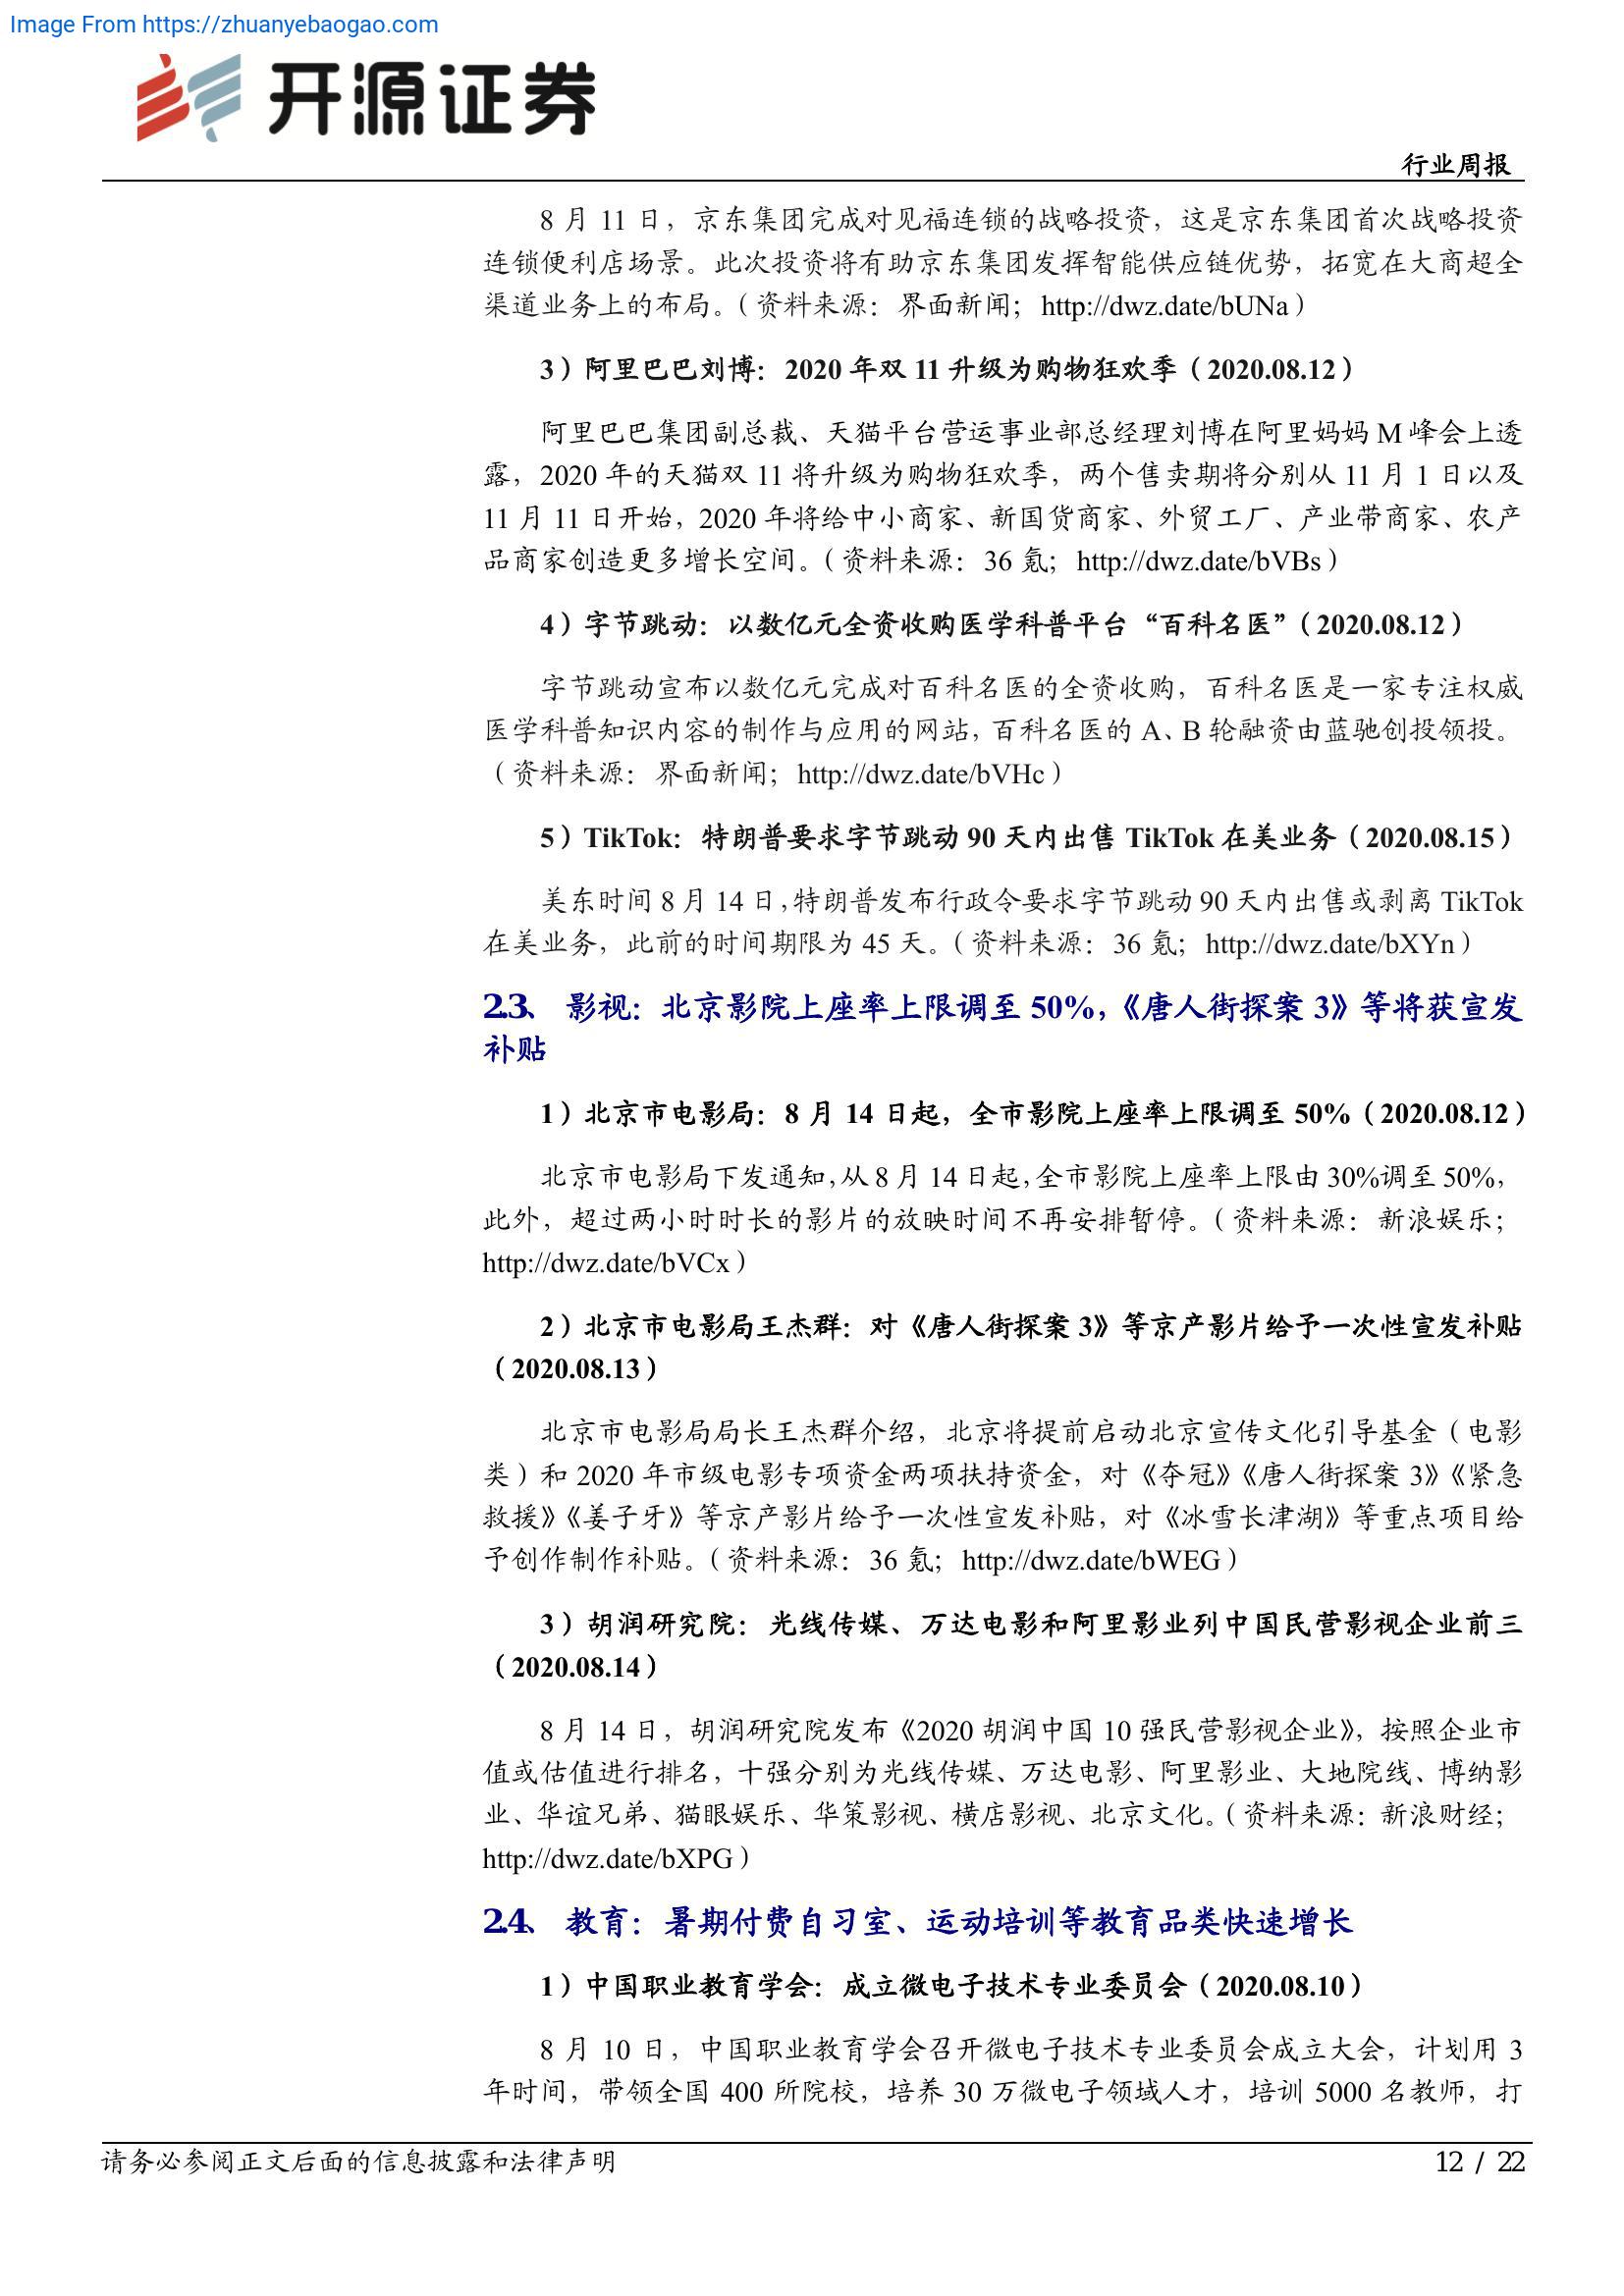 Image From https://zhuanyebaogao.com
开源证券
行业周报
8 月 11 日，京东集团完成对见福连锁的战略投资，这是京东集团首次战略投资
连锁便利店场景。此次投资将有助京东集团发挥智能供应链优势，拓宽在大商超全
渠道业务上的布局。（资料来源：界面新闻；http://dwz.date/bUNa）
3）阿里巴巴刘博：2020 年双 11 升级为购物狂欢季（2020.08.12）
阿里巴巴集团副总裁、天猫平台营运事业部总经理刘博在阿里妈妈 M 峰会上透
露，2020 年的天猫双 11 将升级为购物狂欢季，两个售卖期将分别从 11 月 1 日以及
11 月 11 日开始，2020 年将给中小商家、新国货商家、外贸工厂、产业带商家、农产
品商家创造更多增长空间。（资料来源：36 氪；http://dwz.date/bVBs）
4）字节跳动：以数亿元全资收购医学科普平台“百科名医”（2020.08.12）
字节跳动宣布以数亿元完成对百科名医的全资收购，百科名医是一家专注权威
医学科普知识内容的制作与应用的网站，百科名医的 A、B 轮融资由蓝驰创投领投。
（资料来源：界面新闻；http://dwz.date/bVHc）
5）TikTok：特朗普要求字节跳动 90 天内出售 TikTok 在美业务（2020.08.15）
美东时间 8 月 14 日，特朗普发布行政令要求字节跳动 90 天内出售或剥离 TikTok
在美业务，此前的时间期限为 45 天。（资料来源：36 氪；http://dwz.date/bXYn）
2.3、 影视：北京影院上座率上限调至 50%，《唐人街探案 3》等将获宣发
补贴
1）北京市电影局：8 月 14 日起，全市影院上座率上限调至 50%（2020.08.12）
北京市电影局下发通知，从 8 月 14 日起，全市影院上座率上限由 30%调至 50%，
此外，超过两小时时长的影片的放映时间不再安排暂停。（资料来源：新浪娱乐；
http://dwz.date/bVCx）
2）北京市电影局王杰群：对《唐人街探案 3》等京产影片给予一次性宣发补贴
（2020.08.13）
北京市电影局局长王杰群介绍，北京将提前启动北京宣传文化引导基金（电影
类）和 2020 年市级电影专项资金两项扶持资金，对《夺冠》《唐人街探案 3》《紧急
救援》《姜子牙》等京产影片给予一次性宣发补贴，对《冰雪长津湖》等重点项目给
予创作制作补贴。（资料来源：36 氪；http://dwz.date/bWEG）
3）胡润研究院：光线传媒、万达电影和阿里影业列中国民营影视企业前三
（2020.08.14）
8 月 14 日，胡润研究院发布《2020 胡润中国 10 强民营影视企业》，按照企业市
值或估值进行排名，十强分别为光线传媒、万达电影、阿里影业、大地院线、博纳影
业、华谊兄弟、猫眼娱乐、华策影视、横店影视、北京文化。（资料来源：新浪财经；
http://dwz.date/bXPG）
2.4、 教育：暑期付费自习室、运动培训等教育品类快速增长
1）中国职业教育学会：成立微电子技术专业委员会（2020.08.10）
8 月 10 日，中国职业教育学会召开微电子技术专业委员会成立大会，计划用 3
年时间，带领全国 400 所院校，培养 30 万微电子领域人才，培训 5000 名教师，打
请务必参阅正文后面的信息披露和法律声明
12 / 22